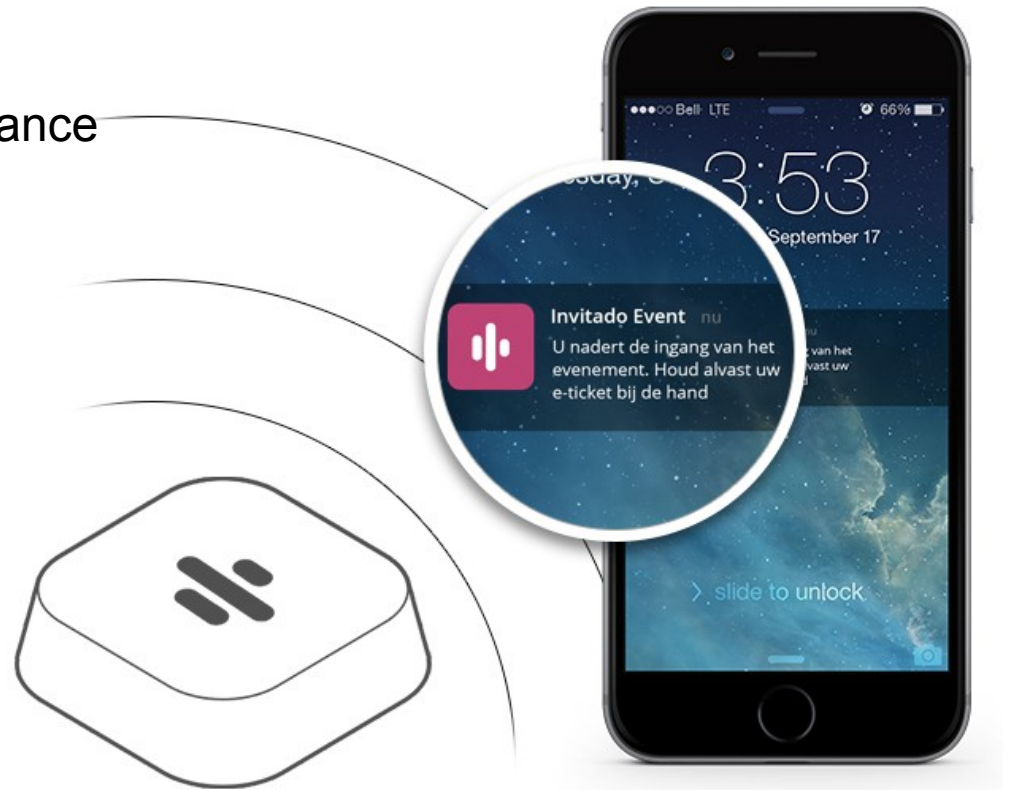 ance
Bell LTE
66%
3:53
September 17
Invitado Event nu
U nadert de ingang van het
evenement. Houd alvast uw
e-ticket bij de hand
nu
van het
vast uw
d
> slide to unlock